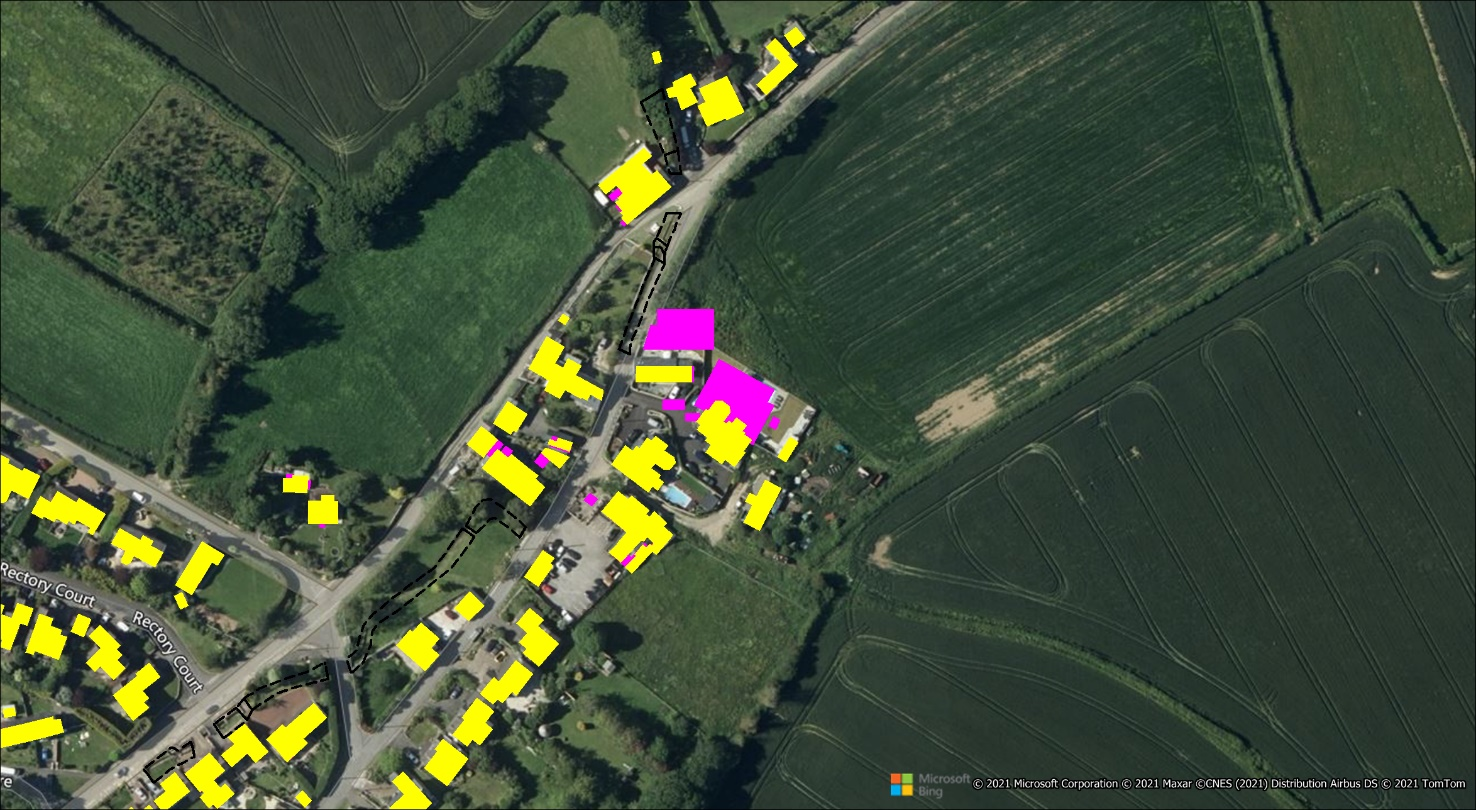 Rectory Court
Rectory Court
re
Microsoft
Bing
© 2021 Microsoft Corporation © 2021 Maxar ©CNES (2021) Distribution Airbus DS © 2021 TomTom